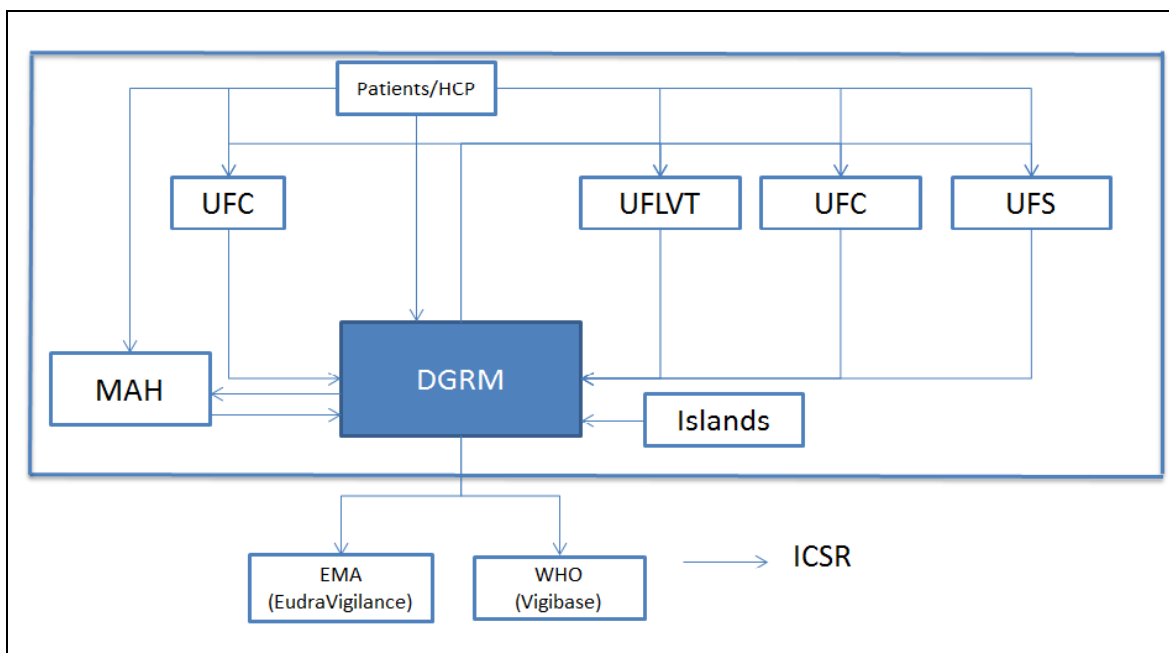 Patients/HCP
UFC
UFLVT
UFC
UFS
MAH
DGRM
Islands
EMA
(EudraVigilance)
WHO
(Vigibase)
ICSR